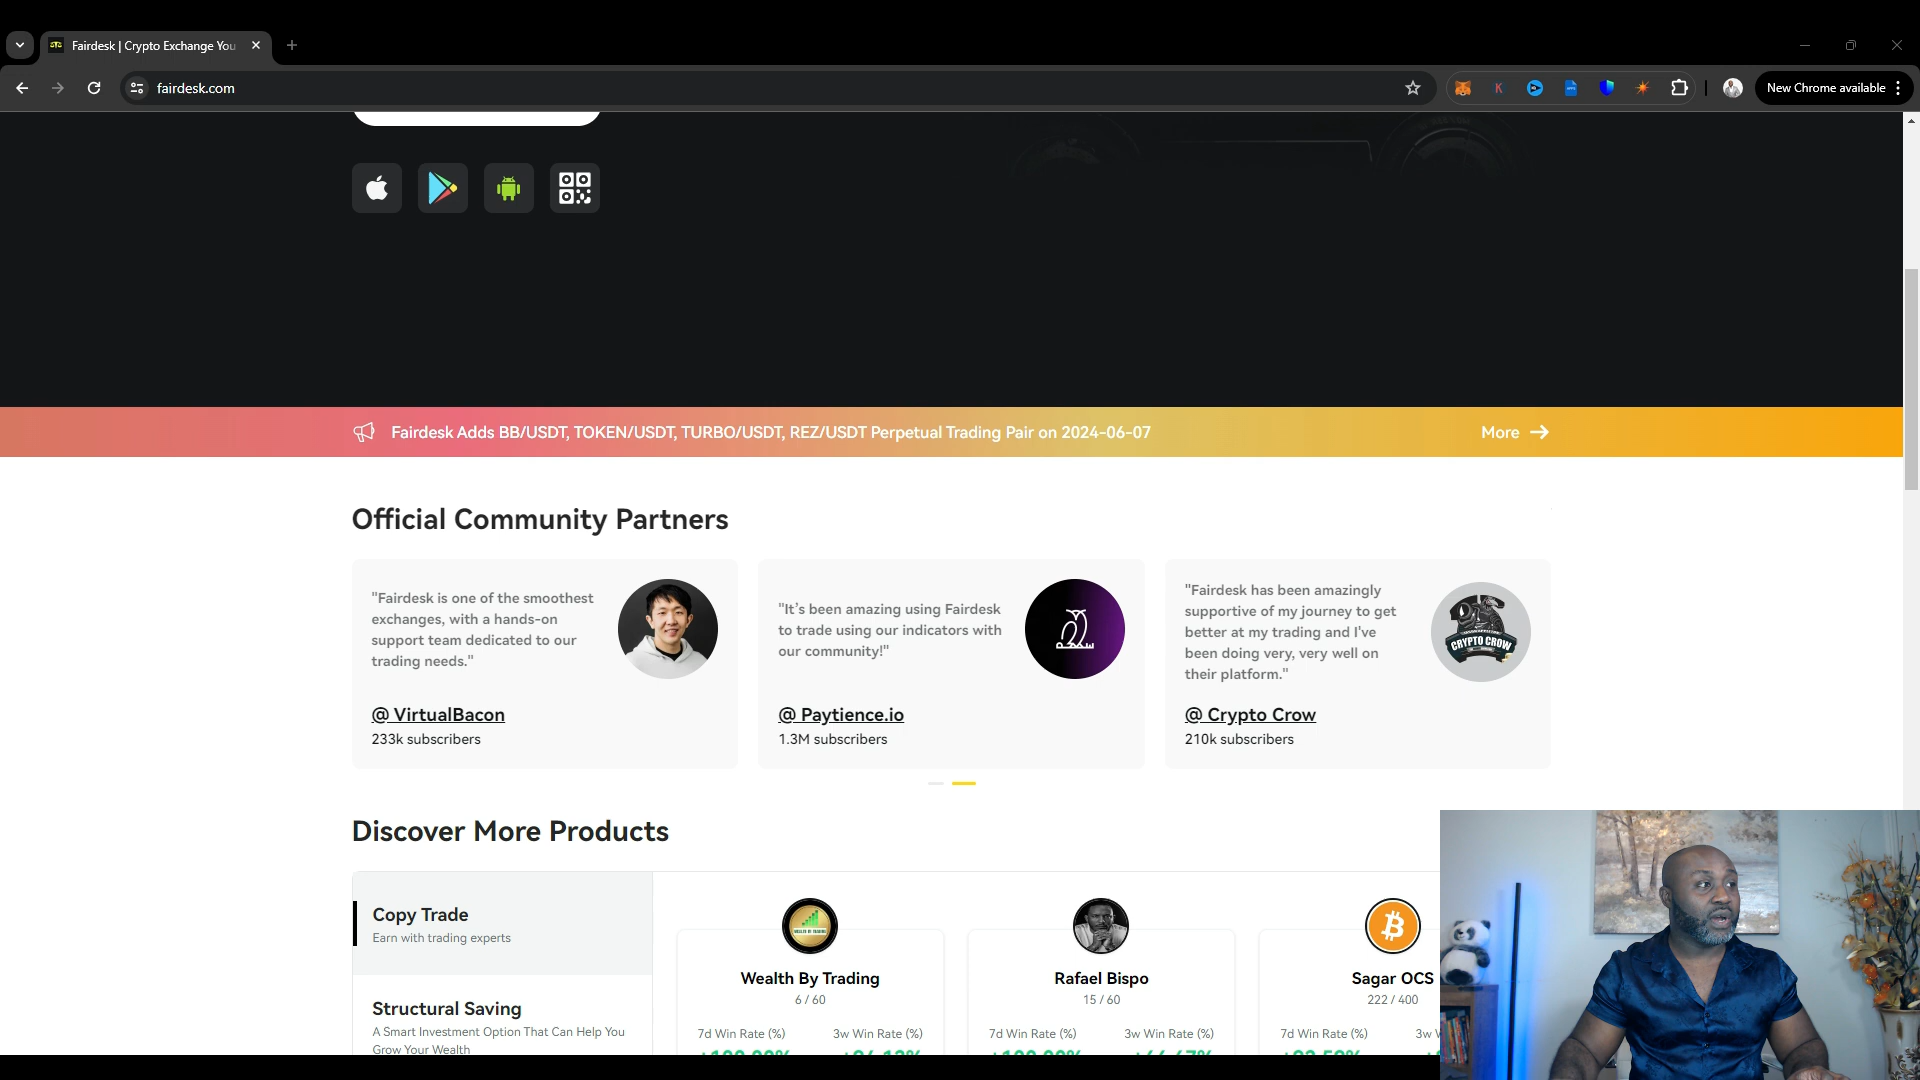 Fairdesk | Crypto Exchange You
fairdesk.com
New Chrome available
Fairdesk Adds BB/USDT, TOKEN/USDT, TURBO/USDT, REZ/USDT Perpetual Trading Pair on 2024-06-07
More
Official Community Partners
"Fairdesk is one of the smoothest
exchanges, with a hands-on
support team dedicated to our
trading needs."
@ VirtualBacon
233k subscribers
"It's been amazing using Fairdesk
to trade using our indicators with
our community!"
@ Paytience.io
1.3M subscribers
"Fairdesk has been amazingly
supportive of my journey to get
better at my trading and I've
been doing very, very well on
their platform."
CRYPTO CROW
@ Crypto Crow
210k subscribers
Discover More Products
Copy Trade
Earn with trading experts
Structural Saving
A Smart Investment Option That Can Help You
Grow Your Wealth
Wealth By Trading
6 / 60
7d Win Rate (%) 3w Win Rate (%)
Rafael Bispo
15 / 60
7d Win Rate (%) 3w Win Rate (%)
Sagar OCS
222 / 400
7d Win Rate (%) 3w